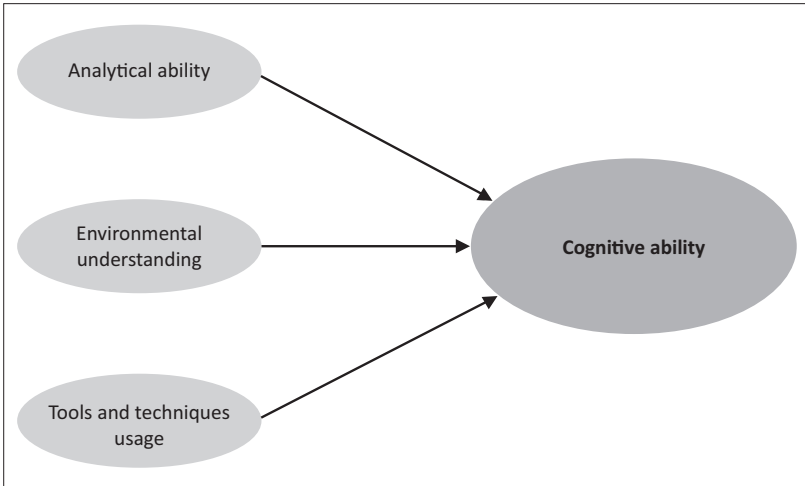 Analytical ability
Environmental
understanding
Cognitive ability
Tools and techniques
usage